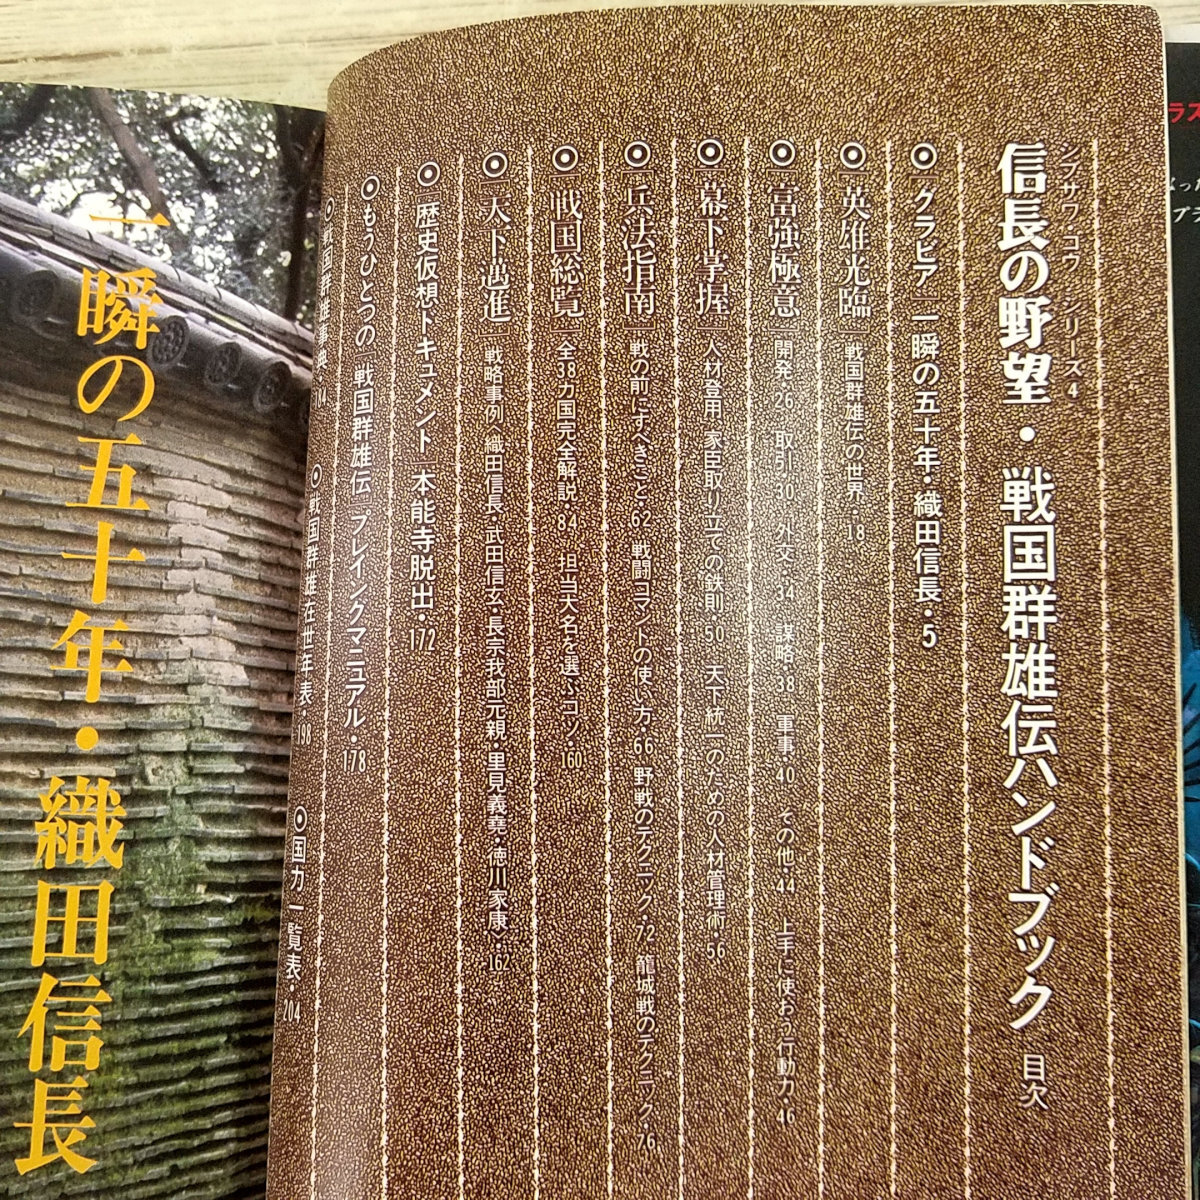 シブサワ・コウ シリーズ4
信長の野望・戦国群雄伝ハンドブック 目次
グラビア［一瞬の五十年・織田信長・5
［英雄光臨］戦国群雄伝の世界・18
［富強極意］開発・26 取引・30 外交・34 謀略・38 軍事・40 その他・44 上手に使おう行動力・46
［幕下掌握］人材登用、家臣取り立ての鉄則・50 天下統一のための人材管理術・56
［兵法指南］戦の前にすべきこと・62 戦闘コマンドの使い方・66 野戦のテクニック・72 籠城戦のテクニック・76
［戦国総覧］全38カ国完全解説・84 担当大名を選ぶコツ・160
［天下邁進］戦略事例〈織田信長・武田信玄・長宗我部元親・里見義堯・徳川家康〉・162
歴史仮想ドキュメント［本能寺脱出・172
もうひとつの［戦国群雄伝］プレイングマニュアル・178
戦国群雄事典
戦国群雄在世年表・190
国力一覧表・204
一瞬の五十年・織田信長
ラス